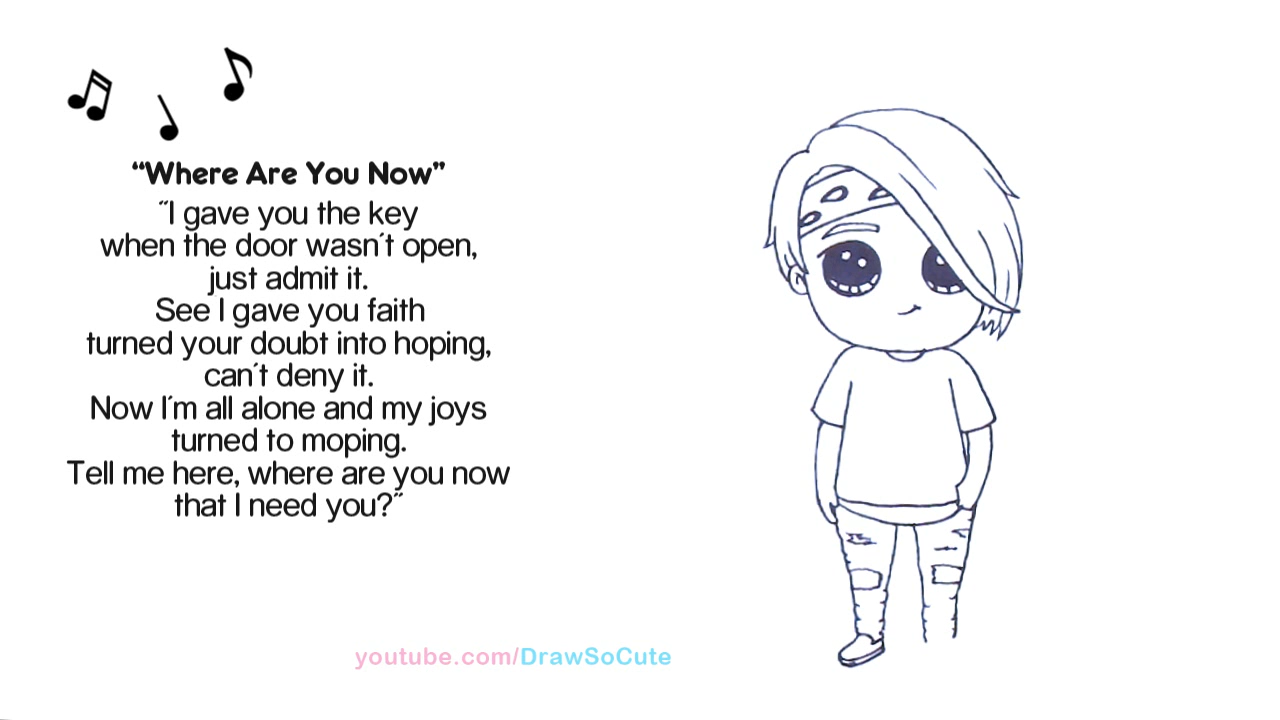 “Where Are You Now”
“I gave you the key
when the door wasn't open,
just admit it.
See I gave you faith
turned your doubt into hoping,
can't deny it.
Now I'm all alone and my joys
turned to moping.
Tell me here, where are you now
that I need you?”
youtube.com/DrawSoCute